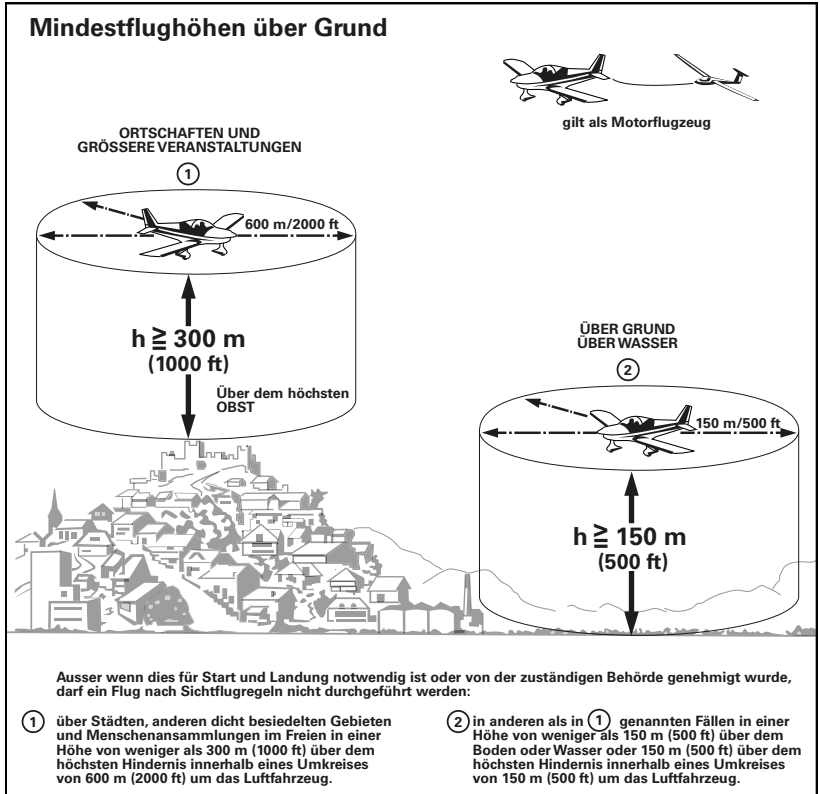 Mindestflughöhen über Grund
gilt als Motorflugzeug
ORTSCHAFTEN UND
GRÖSSERE VERANSTALTUNGEN
1
600 m/2000 ft
h ≧ 300 m
(1000 ft)
Über dem höchsten
OBST
ÜBER GRUND
ÜBER WASSER
2
150 m/500 ft
h ≧ 150 m
(500 ft)
Ausser wenn dies für Start und Landung notwendig ist oder von der zuständigen Behörde genehmigt wurde,
darf ein Flug nach Sichtflugregeln nicht durchgeführt werden:
1 über Städten, anderen dicht besiedelten Gebieten
und Menschenansammlungen im Freien in einer
Höhe von weniger als 300 m (1000 ft) über dem
höchsten Hindernis innerhalb eines Umkreises
von 600 m (2000 ft) um das Luftfahrzeug.
2 in anderen als in 1 genannten Fällen in einer
Höhe von weniger als 150 m (500 ft) über dem
Boden oder Wasser oder 150 m (500 ft) über dem
höchsten Hindernis innerhalb eines Umkreises
von 150 m (500 ft) um das Luftfahrzeug.